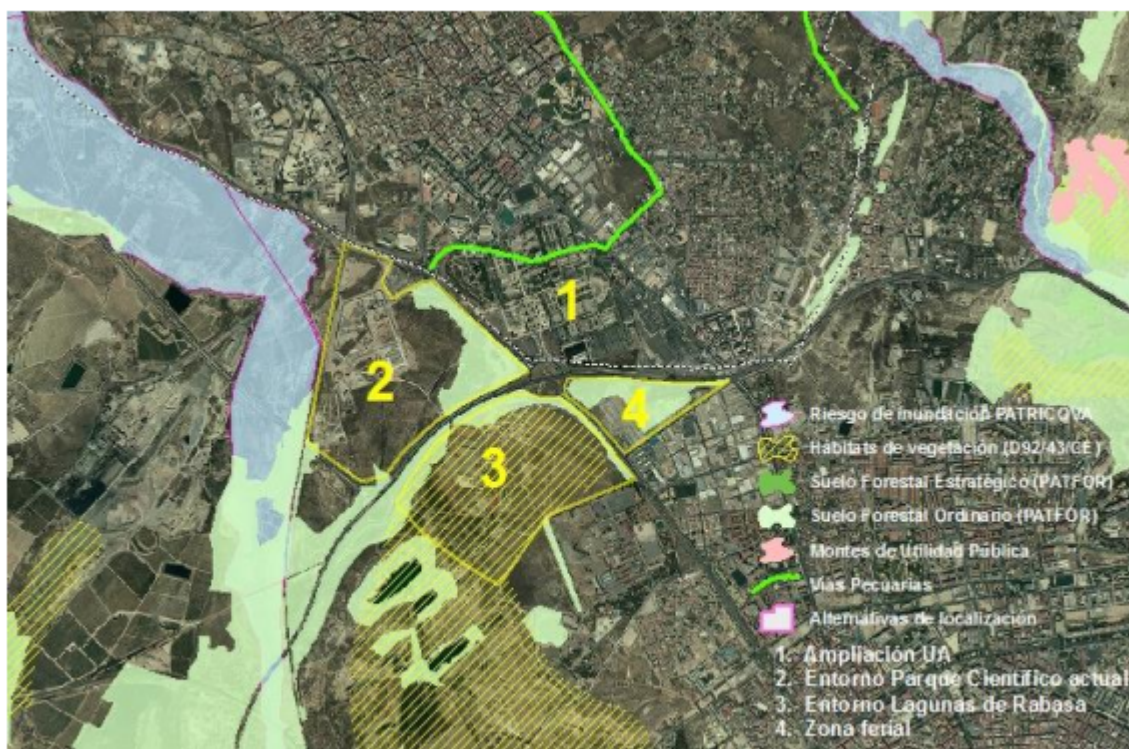 1
2
4
3
Riesgo de inundación PATRICOVA
Hábitats de vegetación (D92/43/CE)
Suelo Forestal Estratégico (PATFOR)
Suelo Forestal Ordinario (PATFOR)
Montes de Utilidad Pública
Vias Pecuarias
Alternativas de localización
1. Ampliación UA
2. Entorno Parque Científico actual
3. Entorno Lagunas de Rabasa
4. Zona ferial